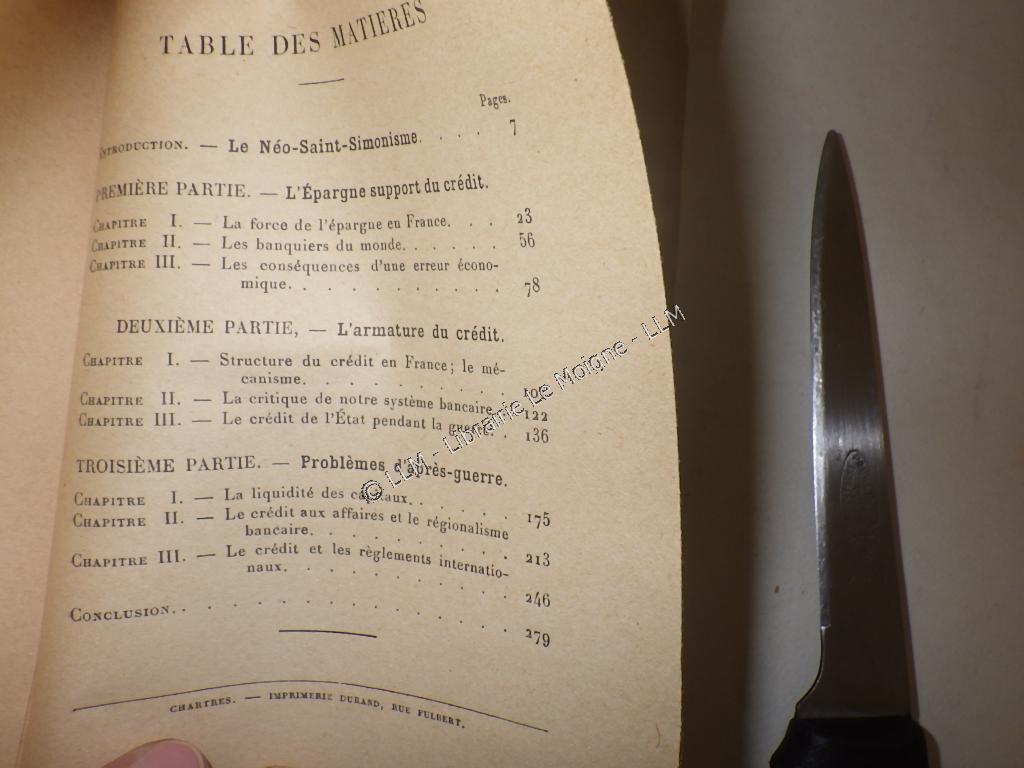 TABLE DES MATIÈRES
Pages.
INTRODUCTION. — Le Néo-Saint-Simonisme. . . . 7
PREMIÈRE PARTIE. — L'Épargne support du crédit.
CHAPITRE I. — La force de l'épargne en France. . . 23
CHAPITRE II. — Les banquiers du monde. . . . . . 56
CHAPITRE III. — Les conséquences d'une erreur écono-
mique. . . . . . . . . . . 78
DEUXIÈME PARTIE, — L'armature du crédit.
CHAPITRE I. — Structure du crédit en France; le mé-
canisme. . . . . . . . . .
CHAPITRE II. — La critique de notre système bancaire. . 122
CHAPITRE III. — Le crédit de l'État pendant la guerre. . 136
TROISIÈME PARTIE. — Problèmes d'après-guerre.
CHAPITRE I. — La liquidité des capitaux. . . . . . 175
CHAPITRE II. — Le crédit aux affaires et le régionalisme
bancaire. . . . . . . . . . 213
CHAPITRE III. — Le crédit et les règlements internatio-
naux. . . . . . . . . . . 246
CONCLUSION. . . . . . . . . . . . . 279
CHARTRES. — IMPRIMERIE DURAND, RUE FULBERT.
© LLM - Librairie Le Moigne - LLM